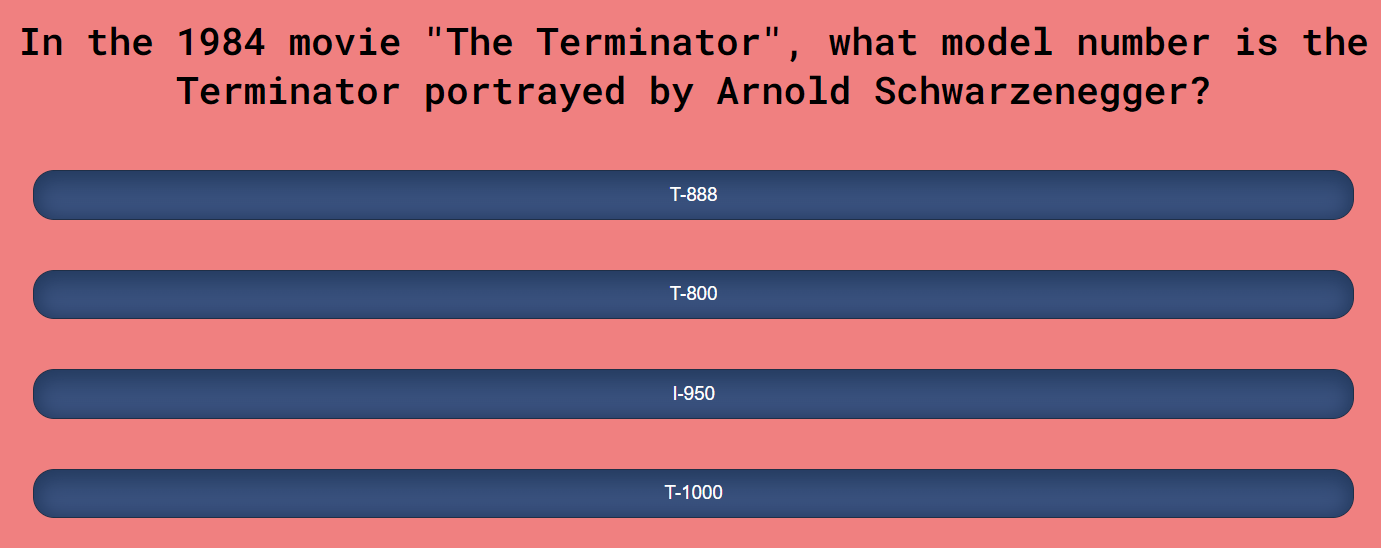 In the 1984 movie "The Terminator", what model number is the
Terminator portrayed by Arnold Schwarzenegger?
T-888
T-800
I-950
T-1000